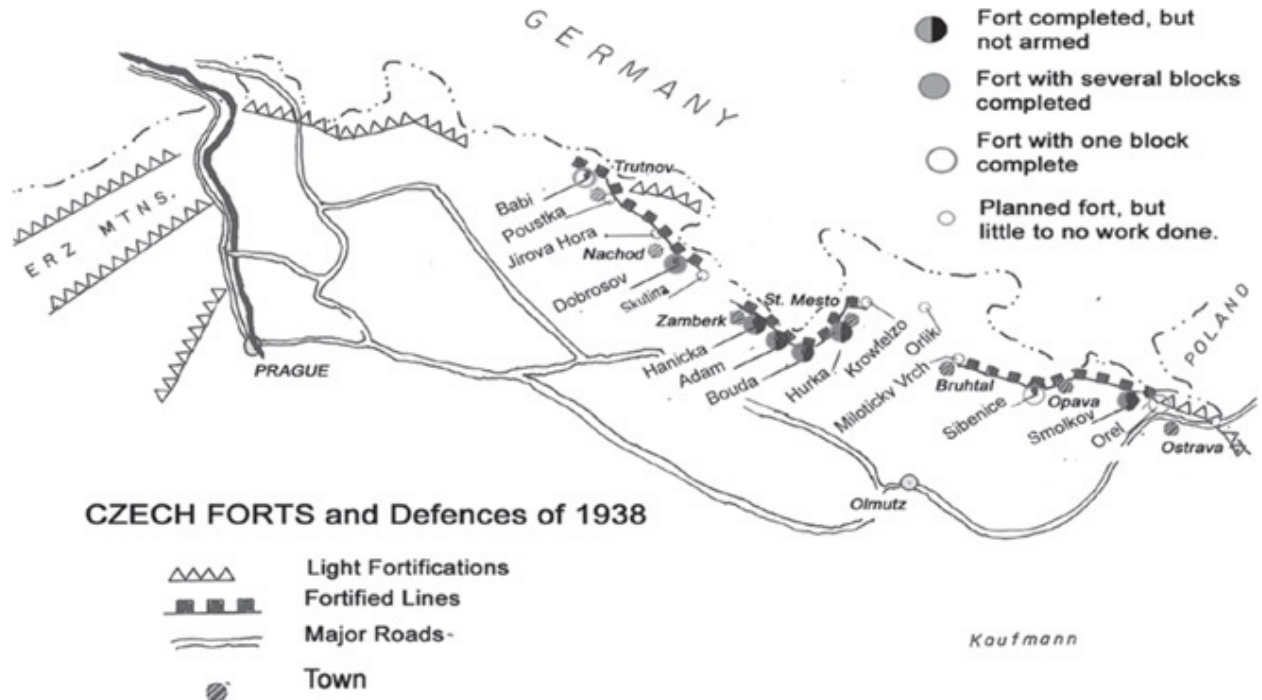 GERMANY
Fort completed, but
not armed
Fort with several blocks
completed
Fort with one block
complete
Planned fort, but
little to no work done.
ERZ MTNS.
PRAGUE
Trutnov
Babi
Poustka
Jirova Hora
Nachod
Dobrosov
Skutina
Zamberk
St. Mesto
Hanicka
Adam
Bouda
Hurka
Krowfelzo
Orlik
Miloticky Vrch
Bruhtal
Sibenice
Opava
Smolkov
Orel
Ostrava
POLAND
Olmutz
CZECH FORTS and Defences of 1938
Light Fortifications
Fortified Lines
Major Roads-
Town
Kaufmann